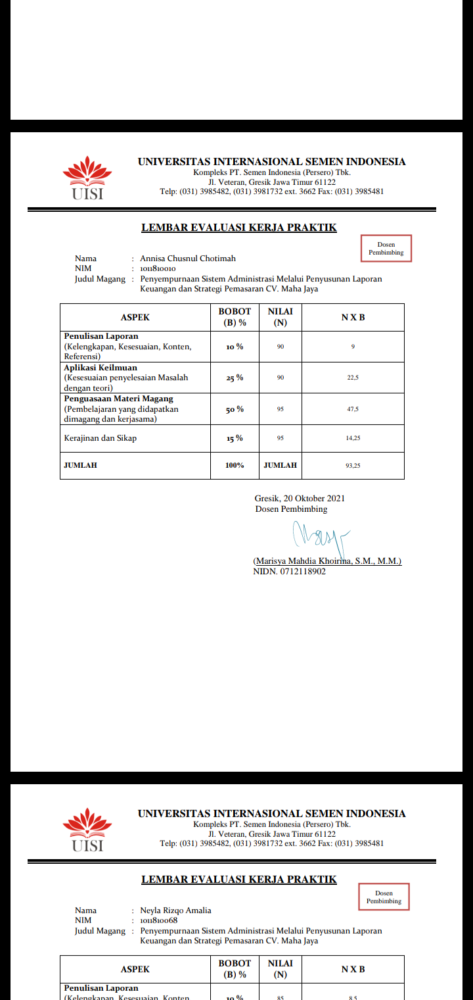 UISI
UNIVERSITAS INTERNASIONAL SEMEN INDONESIA
Kompleks PT. Semen Indonesia (Persero) Tbk.
Jl. Veteran, Gresik Jawa Timur 61122
Telp: (031) 3985482, (031) 3981732 ext. 3662 Fax: (031) 3985481
LEMBAR EVALUASI KERJA PRAKTIK
Dosen
Pembimbing
Nama : Annisa Chusnul Chotimah
NIM : 1011810010
Judul Magang : Penyempurnaan Sistem Administrasi Melalui Penyusunan Laporan
Keuangan dan Strategi Pemasaran CV. Maha Jaya
ASPEK BOBOT (B) % NILAI (N) N X B
Penulisan Laporan
(Kelengkapan, Kesesuaian, Konten, 10 % 90 9
Referensi)
Aplikasi Keilmuan
(Kesesuaian penyelesaian Masalah 25 % 90 22,5
dengan teori)
Penguasaan Materi Magang
(Pembelajaran yang didapatkan 50 % 95 47,5
dimagang dan kerjasama)
Kerajinan dan Sikap 15 % 95 14,25
JUMLAH 100% JUMLAH 93,25
Gresik, 20 Oktober 2021
Dosen Pembimbing
(Marisya Mahdia Khoirina, S.M., M.M.)
NIDN. 0712118902
UISI
UNIVERSITAS INTERNASIONAL SEMEN INDONESIA
Kompleks PT. Semen Indonesia (Persero) Tbk.
Jl. Veteran, Gresik Jawa Timur 61122
Telp: (031) 3985482, (031) 3981732 ext. 3662 Fax: (031) 3985481
LEMBAR EVALUASI KERJA PRAKTIK
Dosen
Pembimbing
Nama : Neyla Rizqo Amalia
NIM : 1011810068
Judul Magang : Penyempurnaan Sistem Administrasi Melalui Penyusunan Laporan
Keuangan dan Strategi Pemasaran CV. Maha Jaya
ASPEK BOBOT (B) % NILAI (N) N X B
Penulisan Laporan
(Kelengkapan, Kesesuaian, Konten, 10 % 85 8,5